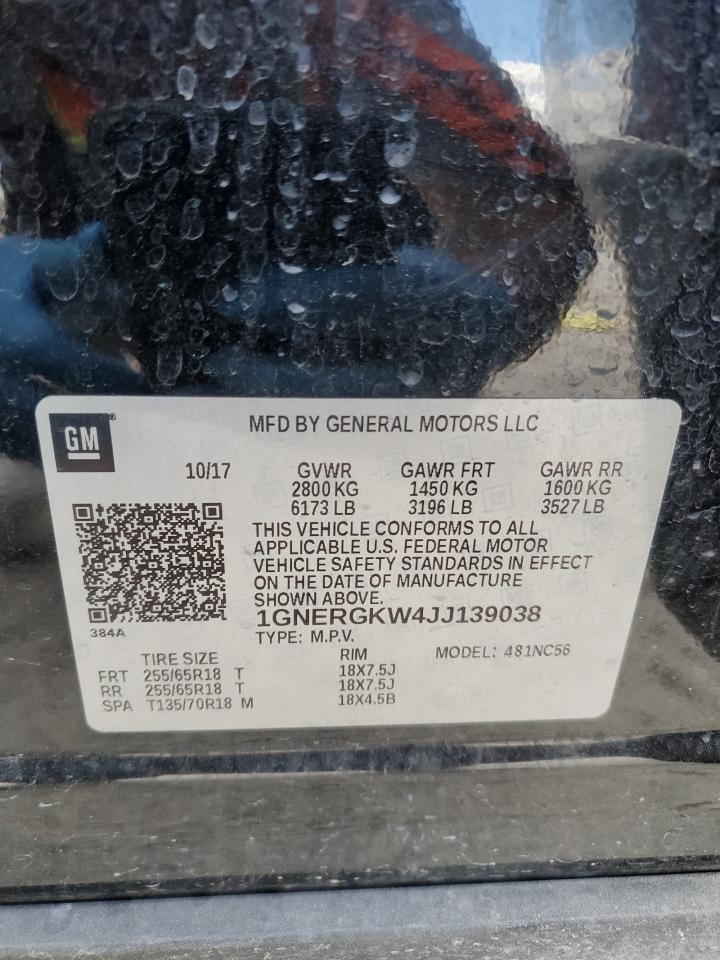 GM
MFD BY GENERAL MOTORS LLC
10/17 GVWR GAWR FRT GAWR RR
2800 KG 1450 KG 1600 KG
6173 LB 3196 LB 3527 LB
THIS VEHICLE CONFORMS TO ALL
APPLICABLE U.S. FEDERAL MOTOR
VEHICLE SAFETY STANDARDS IN EFFECT
ON THE DATE OF MANUFACTURE
SHOWN ABOVE.
1GNERGKW4JJ139038
384A
TYPE: M.P.V. MODEL: 481NC56
TIRE SIZE RIM
FRT 255/65R18 T 18X7.5J
RR 255/65R18 T 18X7.5J
SPA T135/70R18 M 18X4.5B